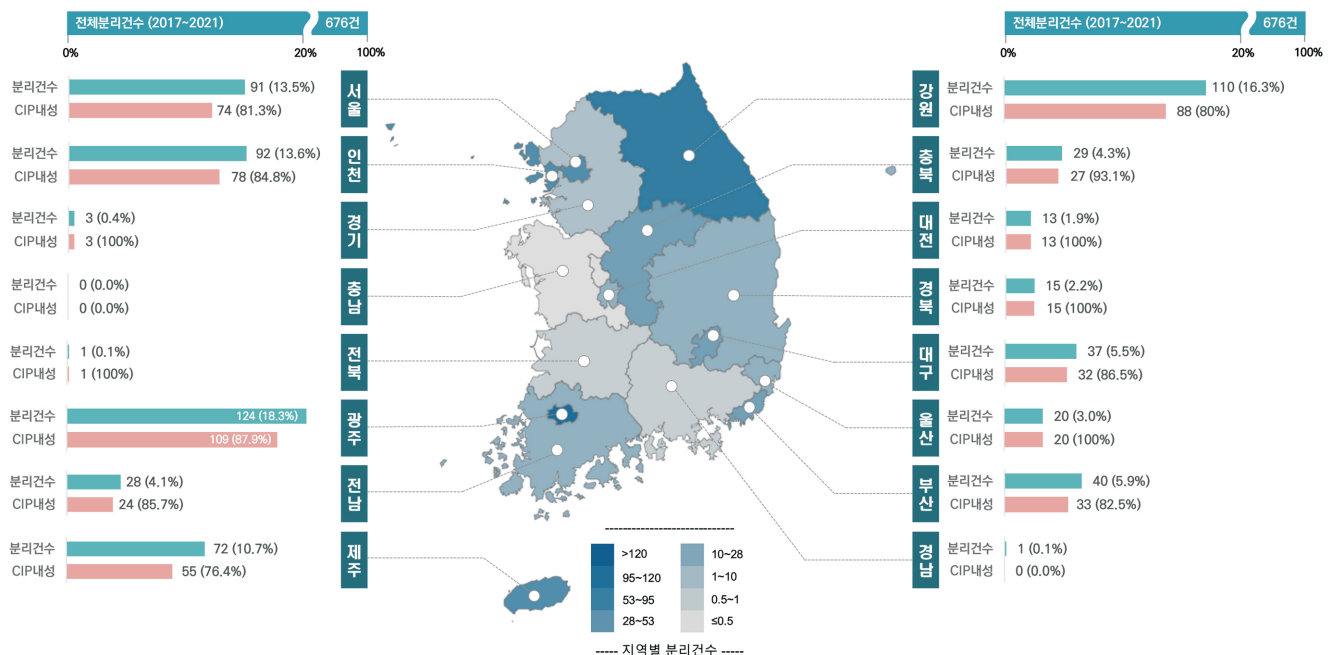 전체분리건수 (2017~2021) 676건
0% 20% 100%
서울
분리건수 91 (13.5%)
CIP내성 74 (81.3%)
인천
분리건수 92 (13.6%)
CIP내성 78 (84.8%)
경기
분리건수 3 (0.4%)
CIP내성 3 (100%)
충남
분리건수 0 (0.0%)
CIP내성 0 (0.0%)
전북
분리건수 1 (0.1%)
CIP내성 1 (100%)
광주
분리건수 124 (18.3%)
CIP내성 109 (87.9%)
전남
분리건수 28 (4.1%)
CIP내성 24 (85.7%)
제주
분리건수 72 (10.7%)
CIP내성 55 (76.4%)
전체분리건수 (2017~2021) 676건
0% 20% 100%
강원
분리건수 110 (16.3%)
CIP내성 88 (80%)
충북
분리건수 29 (4.3%)
CIP내성 27 (93.1%)
대전
분리건수 13 (1.9%)
CIP내성 13 (100%)
경북
분리건수 15 (2.2%)
CIP내성 15 (100%)
대구
분리건수 37 (5.5%)
CIP내성 32 (86.5%)
울산
분리건수 20 (3.0%)
CIP내성 20 (100%)
부산
분리건수 40 (5.9%)
CIP내성 33 (82.5%)
경남
분리건수 1 (0.1%)
CIP내성 0 (0.0%)
>120 10~28
95~120 1~10
53~95 0.5~1
28~53 ≤0.5
----- 지역별 분리건수 -----